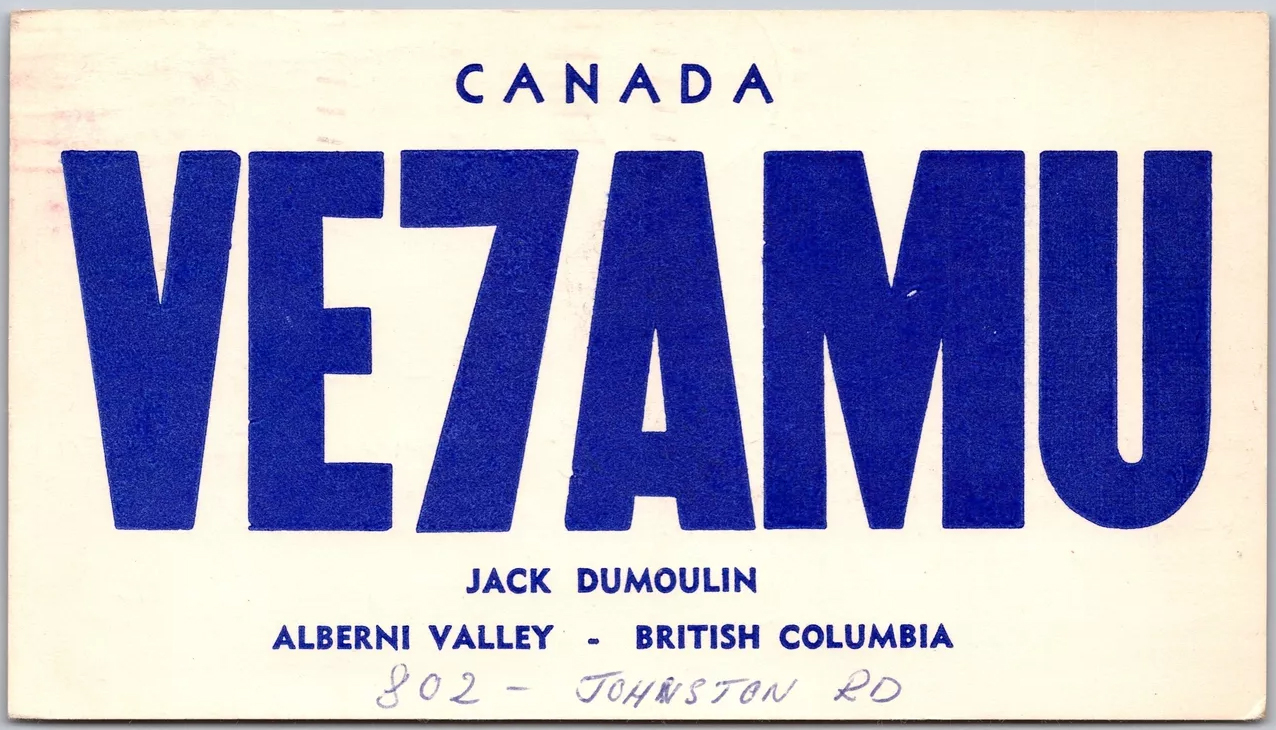 CANADA
VE7AMU
JACK DUMOULIN
ALBERNI VALLEY - BRITISH COLUMBIA
802 - JOHNSTON RD